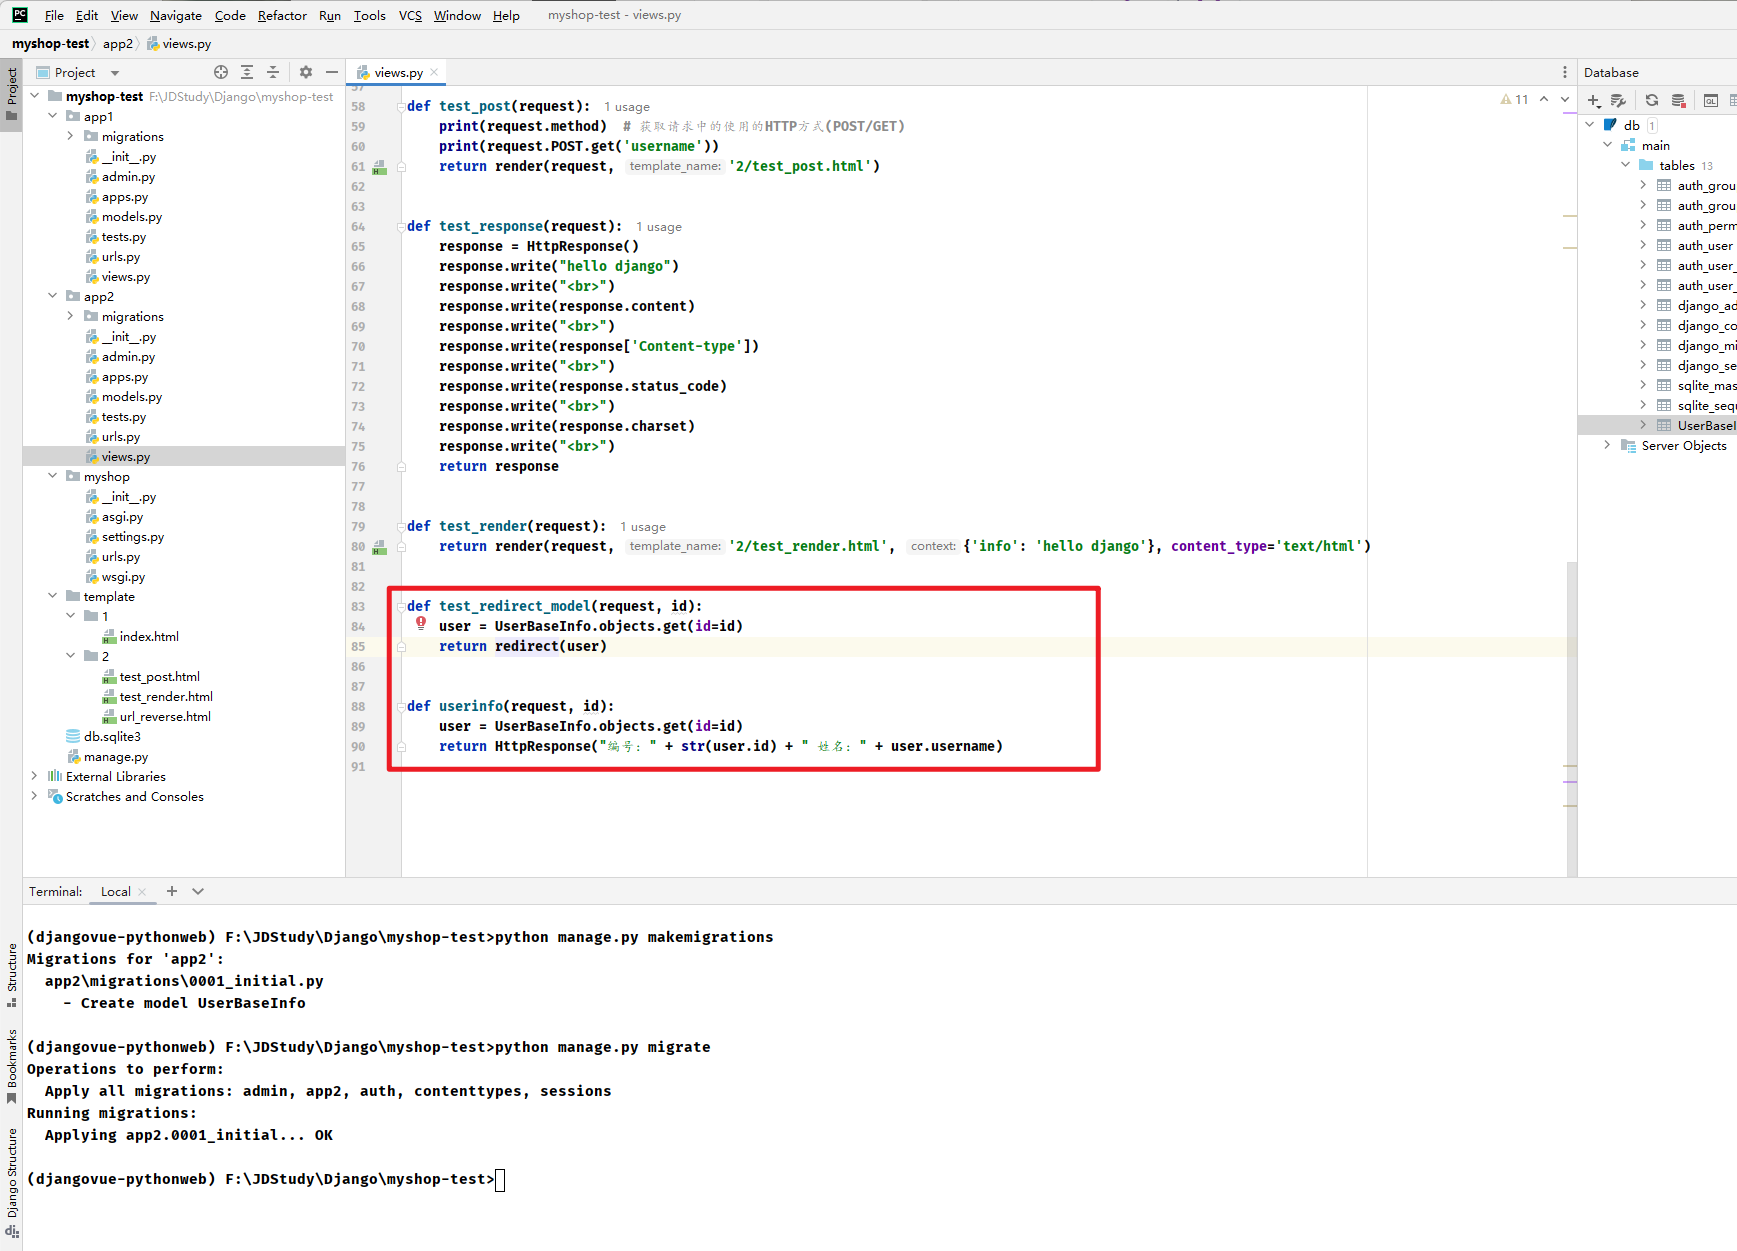 File Edit View Navigate Code Refactor Run Tools VCS Window Help myshop-test - views.py
myshop-test app2 views.py
Project
views.py
Database
Project
myshop-test F:\JDStudy\Django\myshop-test
app1
migrations
__init__.py
admin.py
apps.py
models.py
tests.py
urls.py
views.py
app2
migrations
__init__.py
admin.py
apps.py
models.py
tests.py
urls.py
views.py
myshop
__init__.py
asgi.py
settings.py
urls.py
wsgi.py
template
1
index.html
2
test_post.html
test_render.html
url_reverse.html
db.sqlite3
manage.py
External Libraries
Scratches and Consoles
57
58 def test_post(request): 1 usage
59 print(request.method) # 获取请求中的使用的HTTP方式(POST/GET)
60 print(request.POST.get('username'))
61 return render(request, template_name: '2/test_post.html')
62
63
64 def test_response(request): 1 usage
65 response = HttpResponse()
66 response.write("hello django")
67 response.write("<br>")
68 response.write(response.content)
69 response.write("<br>")
70 response.write(response['Content-type'])
71 response.write("<br>")
72 response.write(response.status_code)
73 response.write("<br>")
74 response.write(response.charset)
75 response.write("<br>")
76 return response
77
78
79 def test_render(request): 1 usage
80 return render(request, template_name: '2/test_render.html', context: {'info': 'hello django'}, content_type='text/html')
81
82
83 def test_redirect_model(request, id):
84 user = UserBaseInfo.objects.get(id=id)
85 return redirect(user)
86
87
88 def userinfo(request, id):
89 user = UserBaseInfo.objects.get(id=id)
90 return HttpResponse("编号：" + str(user.id) + " 姓名：" + user.username)
91
11
db 1
main
tables 13
auth_grou
auth_grou
auth_perm
auth_user
auth_user_
auth_user_
django_ad
django_co
django_mi
django_se
sqlite_mas
sqlite_sequ
UserBaseI
Server Objects
Terminal: Local
(djangovue-pythonweb) F:\JDStudy\Django\myshop-test>python manage.py makemigrations
Migrations for 'app2':
app2\migrations\0001_initial.py
- Create model UserBaseInfo
(djangovue-pythonweb) F:\JDStudy\Django\myshop-test>python manage.py migrate
Operations to perform:
Apply all migrations: admin, app2, auth, contenttypes, sessions
Running migrations:
Applying app2.0001_initial... OK
(djangovue-pythonweb) F:\JDStudy\Django\myshop-test>
Structure
Bookmarks
Django Structure